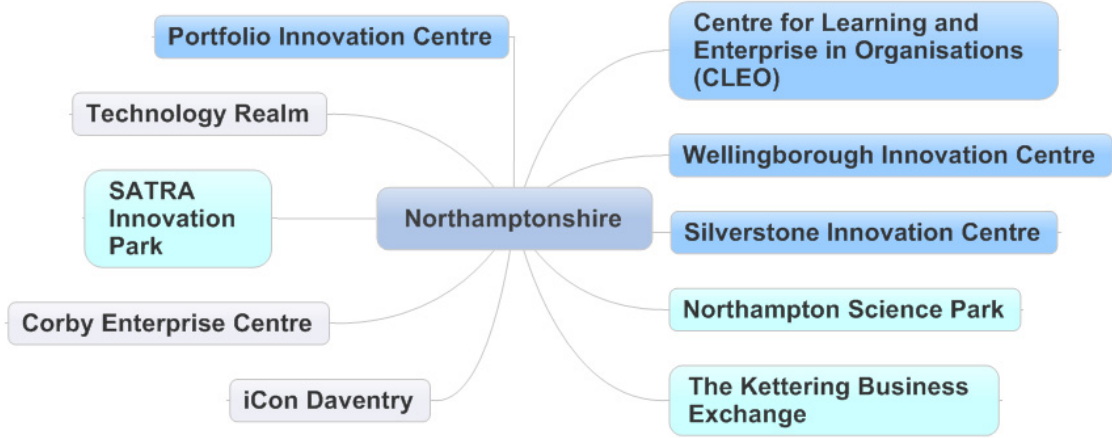 Portfolio Innovation Centre
Technology Realm
SATRA
Innovation
Park
Corby Enterprise Centre
iCon Daventry
Northamptonshire
Centre for Learning and
Enterprise in Organisations
(CLEO)
Wellingborough Innovation Centre
Silverstone Innovation Centre
Northampton Science Park
The Kettering Business
Exchange